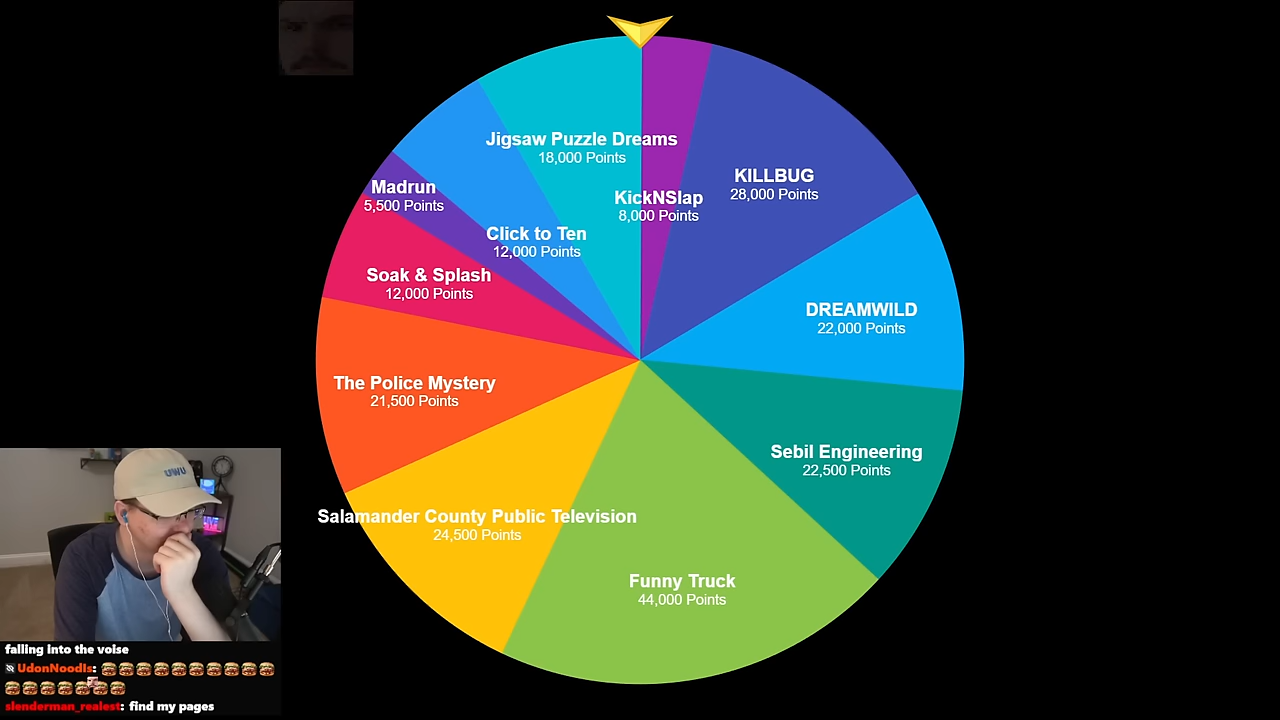 Jigsaw Puzzle Dreams
18,000 Points
KickNSlap
8,000 Points
KILLBUG
28,000 Points
DREAMWILD
22,000 Points
Sebil Engineering
22,500 Points
Funny Truck
44,000 Points
Salamander County Public Television
24,500 Points
The Police Mystery
21,500 Points
Soak & Splash
12,000 Points
Madrun
5,500 Points
Click to Ten
12,000 Points
UWU
falling into the voise
UdonNoodls:
slenderman_realest: find my pages